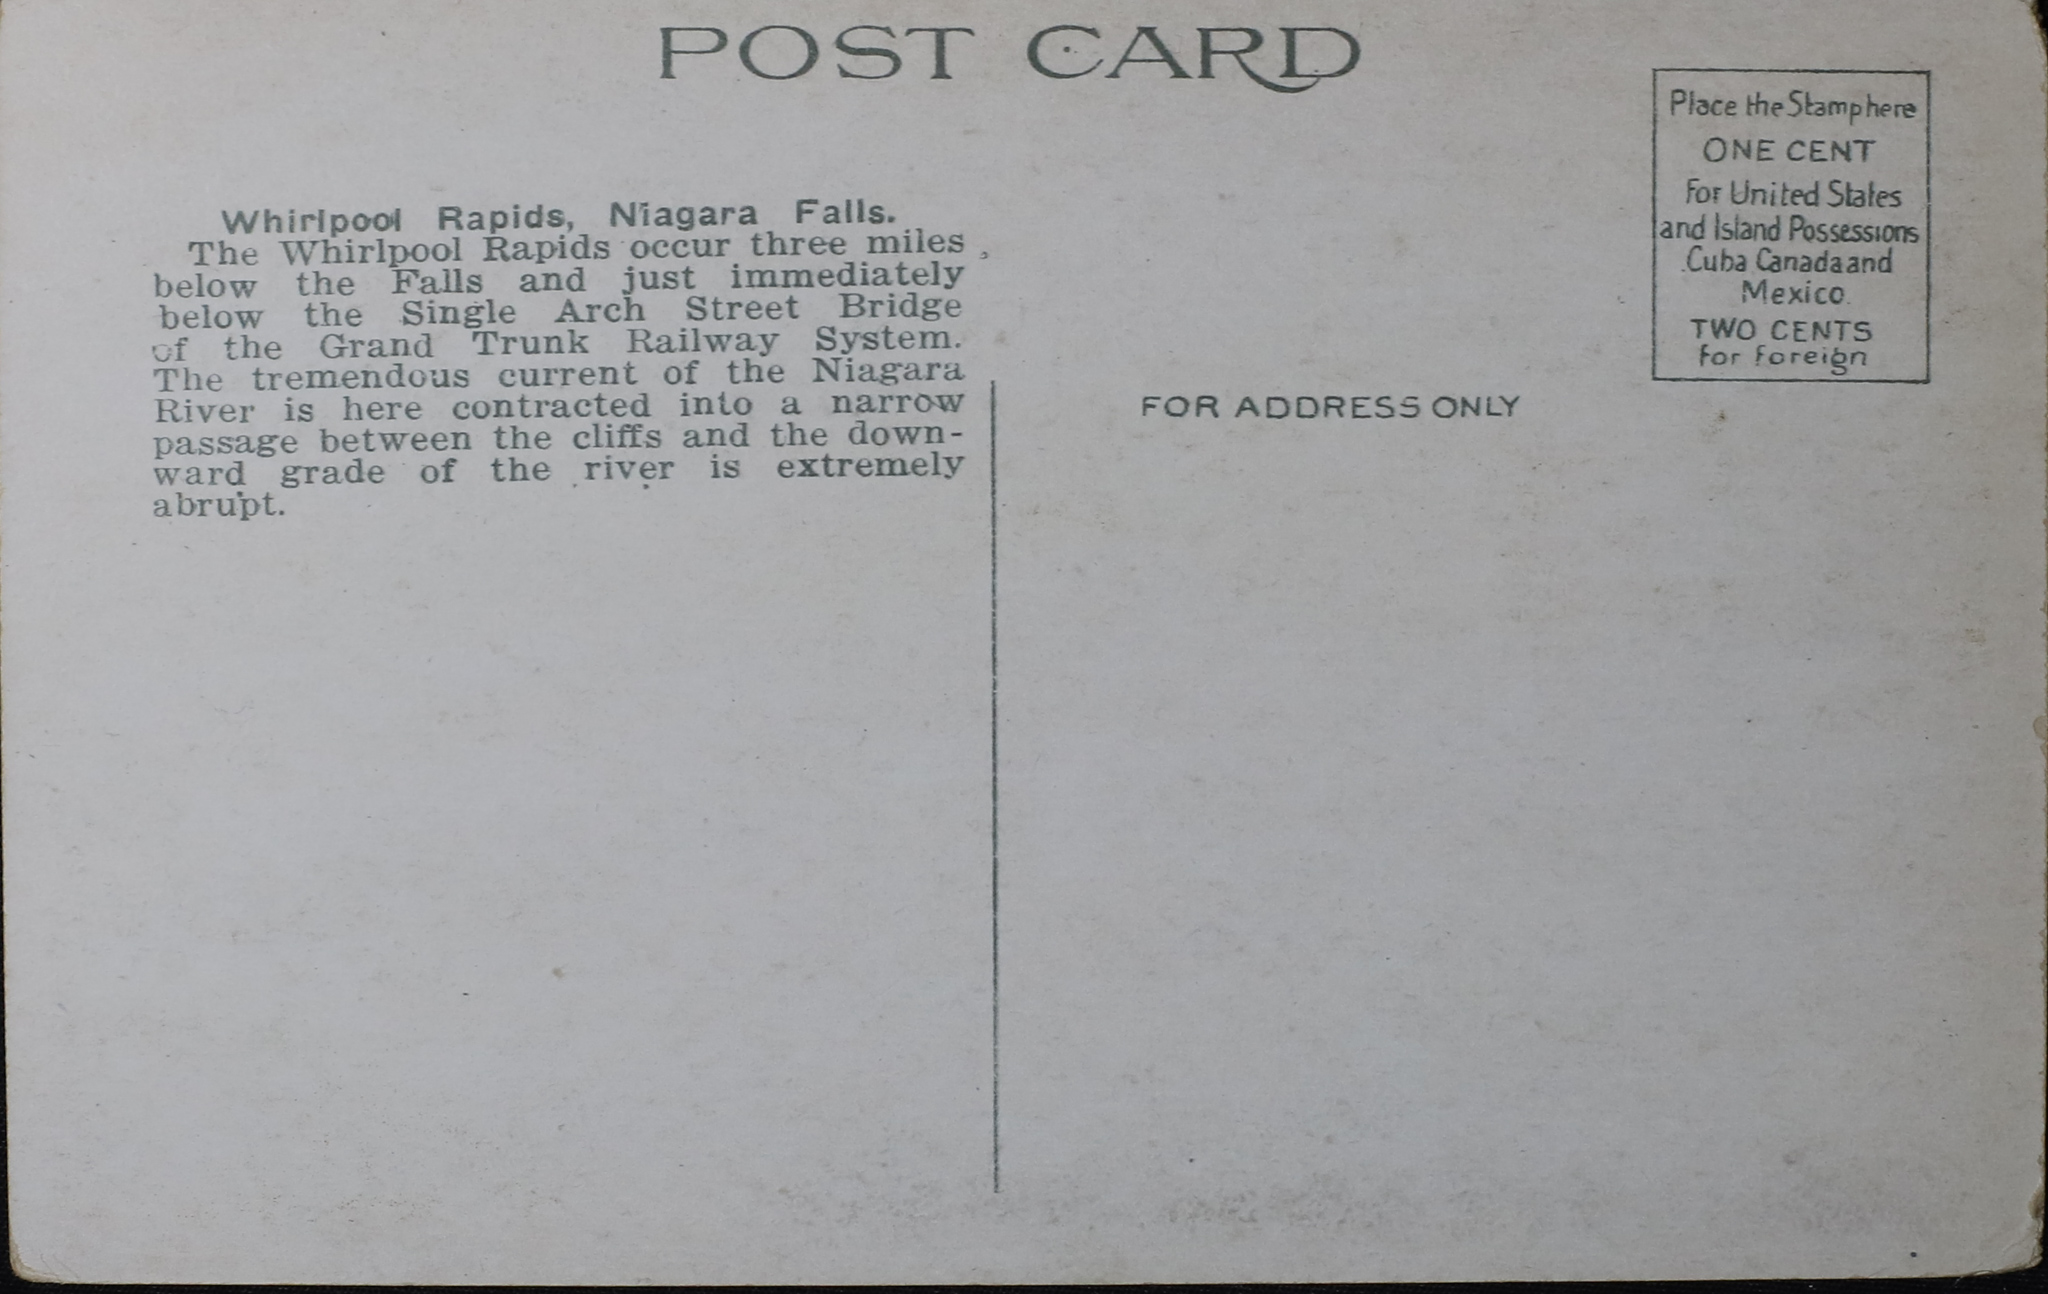 POST CARD
Whirlpool Rapids, Niagara Falls.
The Whirlpool Rapids occur three miles
below the Falls and just immediately
below the Single Arch Street Bridge
of the Grand Trunk Railway System.
The tremendous current of the Niagara
River is here contracted into a narrow
passage between the cliffs and the down-
ward grade of the river is extremely
abrupt.
Place the Stamp here
ONE CENT
For United States
and Island Possessions
Cuba Canada and
Mexico.
TWO CENTS
for foreign
FOR ADDRESS ONLY